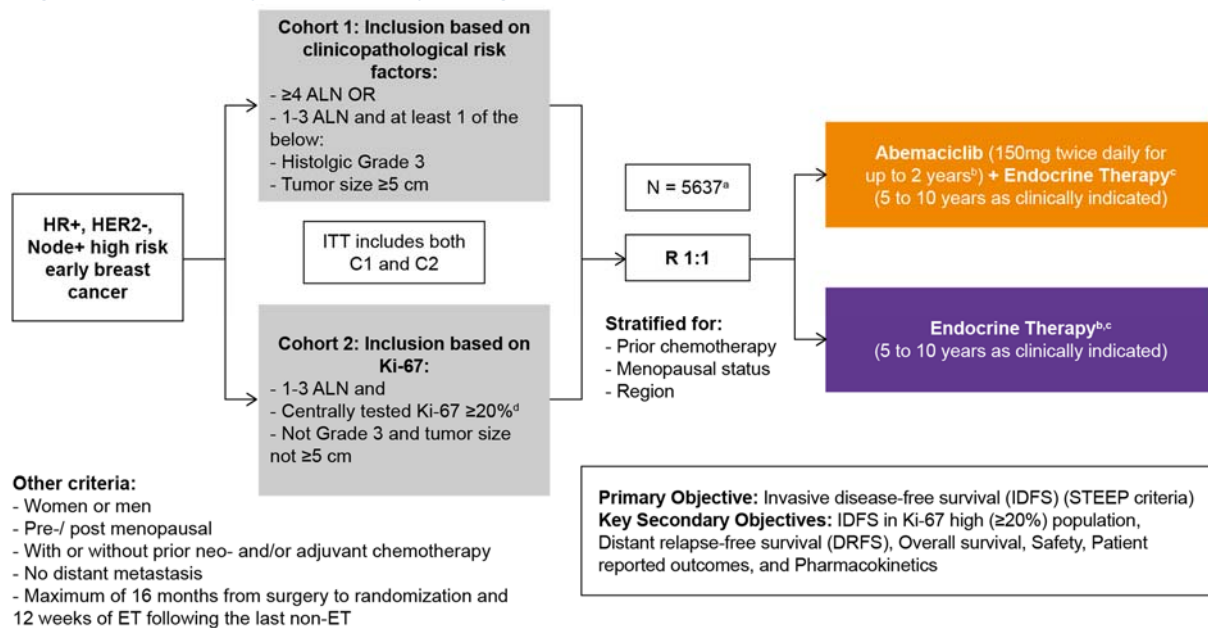 HR+, HER2-,
Node+ high risk
early breast
cancer
Cohort 1: Inclusion based on
clinicopathological risk
factors:
- ≥4 ALN OR
- 1-3 ALN and at least 1 of the
below:
- Histolgic Grade 3
- Tumor size ≥5 cm
ITT includes both
C1 and C2
Cohort 2: Inclusion based on
Ki-67:
- 1-3 ALN and
- Centrally tested Ki-67 ≥20%ᵈ
- Not Grade 3 and tumor size
not ≥5 cm
N = 5637ᵃ
R 1:1
Stratified for:
- Prior chemotherapy
- Menopausal status
- Region
Abemaciclib (150mg twice daily for
up to 2 yearsᵇ) + Endocrine Therapyᶜ
(5 to 10 years as clinically indicated)
Endocrine Therapyᵇ,ᶜ
(5 to 10 years as clinically indicated)
Other criteria:
- Women or men
- Pre-/ post menopausal
- With or without prior neo- and/or adjuvant chemotherapy
- No distant metastasis
- Maximum of 16 months from surgery to randomization and
12 weeks of ET following the last non-ET
Primary Objective: Invasive disease-free survival (IDFS) (STEEP criteria)
Key Secondary Objectives: IDFS in Ki-67 high (≥20%) population,
Distant relapse-free survival (DRFS), Overall survival, Safety, Patient
reported outcomes, and Pharmacokinetics